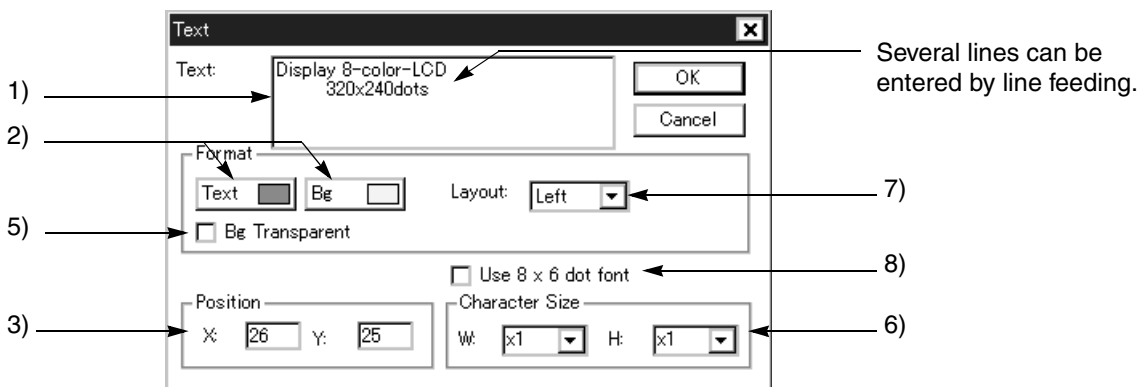 Text
Text: Display 8-color-LCD
320x240dots
OK
Cancel
Several lines can be
entered by line feeding.
1)
2)
Format
Text Bg Layout: Left
7)
5)
Bg Transparent
Use 8 x 6 dot font
8)
Position
Character Size
3)
X: 26 Y: 25
W: x1 H: x1
6)